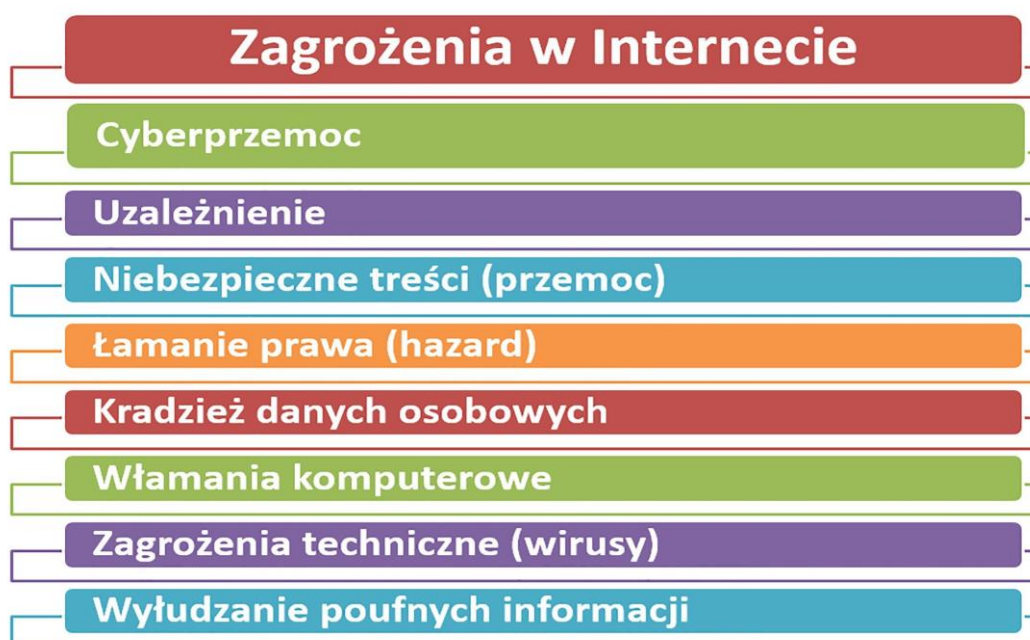 Zagrożenia w Internecie
Cyberprzemoc
Uzależnienie
Niebezpieczne treści (przemoc)
Łamanie prawa (hazard)
Kradzież danych osobowych
Włamania komputerowe
Zagrożenia techniczne (wirusy)
Wyłudzanie poufnych informacji